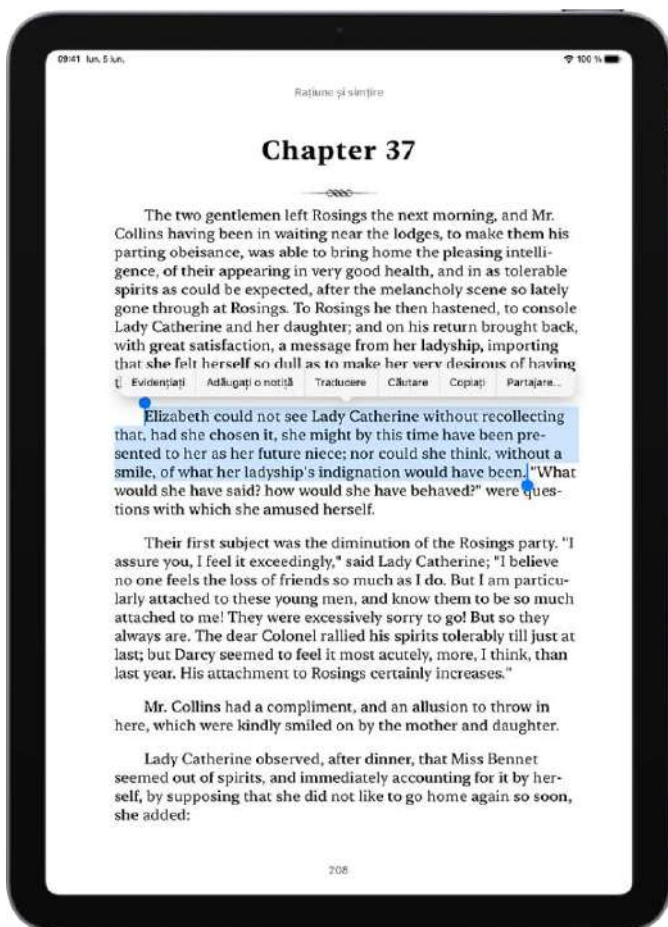 09:41 lun. 5 iun.
100 %
Rațiune și simțire
Chapter 37
The two gentlemen left Rosings the next morning, and Mr.
Collins having been in waiting near the lodges, to make them his
parting obeisance, was able to bring home the pleasing intelli-
gence, of their appearing in very good health, and in as tolerable
spirits as could be expected, after the melancholy scene so lately
gone through at Rosings. To Rosings he then hastened, to console
Lady Catherine and her daughter; and on his return brought back,
with great satisfaction, a message from her ladyship, importing
that she felt herself so dull as to make her very desirous of having
Evidențiați Adăugați o notiță Traducere Căutare Copiați Partajare...
Elizabeth could not see Lady Catherine without recollecting
that, had she chosen it, she might by this time have been pre-
sented to her as her future niece; nor could she think, without a
smile, of what her ladyship's indignation would have been. "What
would she have said? how would she have behaved?" were ques-
tions with which she amused herself.
Their first subject was the diminution of the Rosings party. "I
assure you, I feel it exceedingly," said Lady Catherine; "I believe
no one feels the loss of friends so much as I do. But I am particu-
larly attached to these young men, and know them to be so much
attached to me! They were excessively sorry to go! But so they
always are. The dear Colonel rallied his spirits tolerably till just at
last; but Darcy seemed to feel it most acutely, more, I think, than
last year. His attachment to Rosings certainly increases."
Mr. Collins had a compliment, and an allusion to throw in
here, which were kindly smiled on by the mother and daughter.
Lady Catherine observed, after dinner, that Miss Bennet
seemed out of spirits, and immediately accounting for it by her-
self, by supposing that she did not like to go home again so soon,
she added:
208